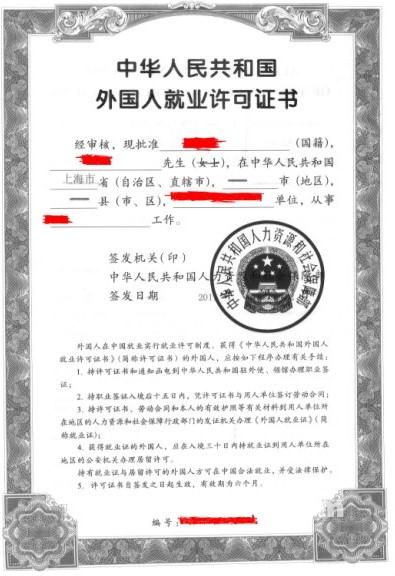 中华人民共和国
外国人就业许可证书
经审核，现批准（国籍），
先生（女士），在中华人民共和国
上海市省（自治区、直辖市），一市（地区），
一县（市、区），单位，从事
工作。
签发机关（印）
中华人民共和国人力资
签发日期 201
中华人民共和国人力资源和社会保障部
外国人在中国就业实行就业许可制度。获得《中华人民共和国外国人
就业许可证书》（简称许可证书）的外国人，应按如下程序办理有关手续：
1. 持许可证书和通知函电到中华人民共和国驻外使、领馆办理职业签
证；
2. 持职业签证入境后十五日内，凭许可证书与用人单位签订劳动合同；
3. 持许可证书、劳动合同和本人的有效护照等有关材料到用人单位所
在地区的人力资源和社会保障行政部门的发证机关办理《外国人就业证》（简
称就业证）；
4. 获得就业证的外国人，应在入境三十日内持就业证到用人单位所在
地区的公安机关办理居留许可。
持有就业证与居留许可的外国人方可在中国合法就业，并受法律保护。
5. 许可证书自签发之日起生效，有效期为六个月。
编号：